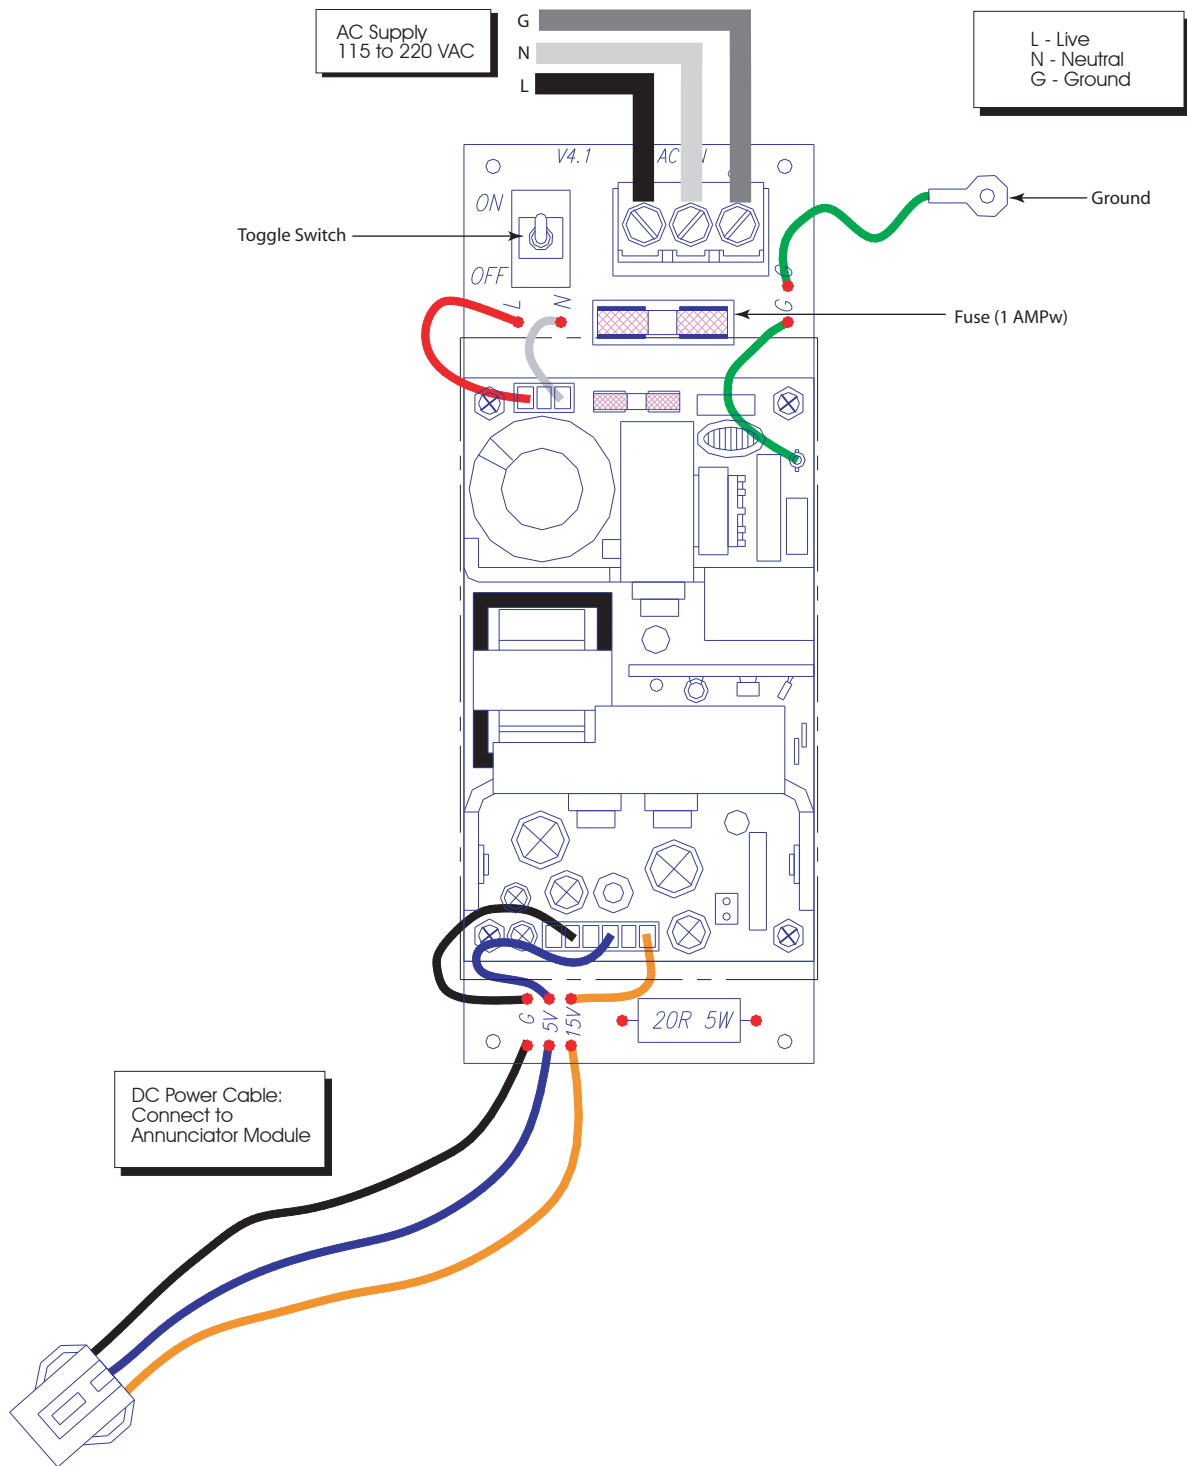 AC Supply
115 to 220 VAC
G
N
L
L - Live
N - Neutral
G - Ground
V4.1
AC
ON
Toggle Switch
OFF
Ground
G
L
N
G
Fuse (1 AMPw)
G
5V
15V
20R 5W
DC Power Cable:
Connect to
Annunciator Module